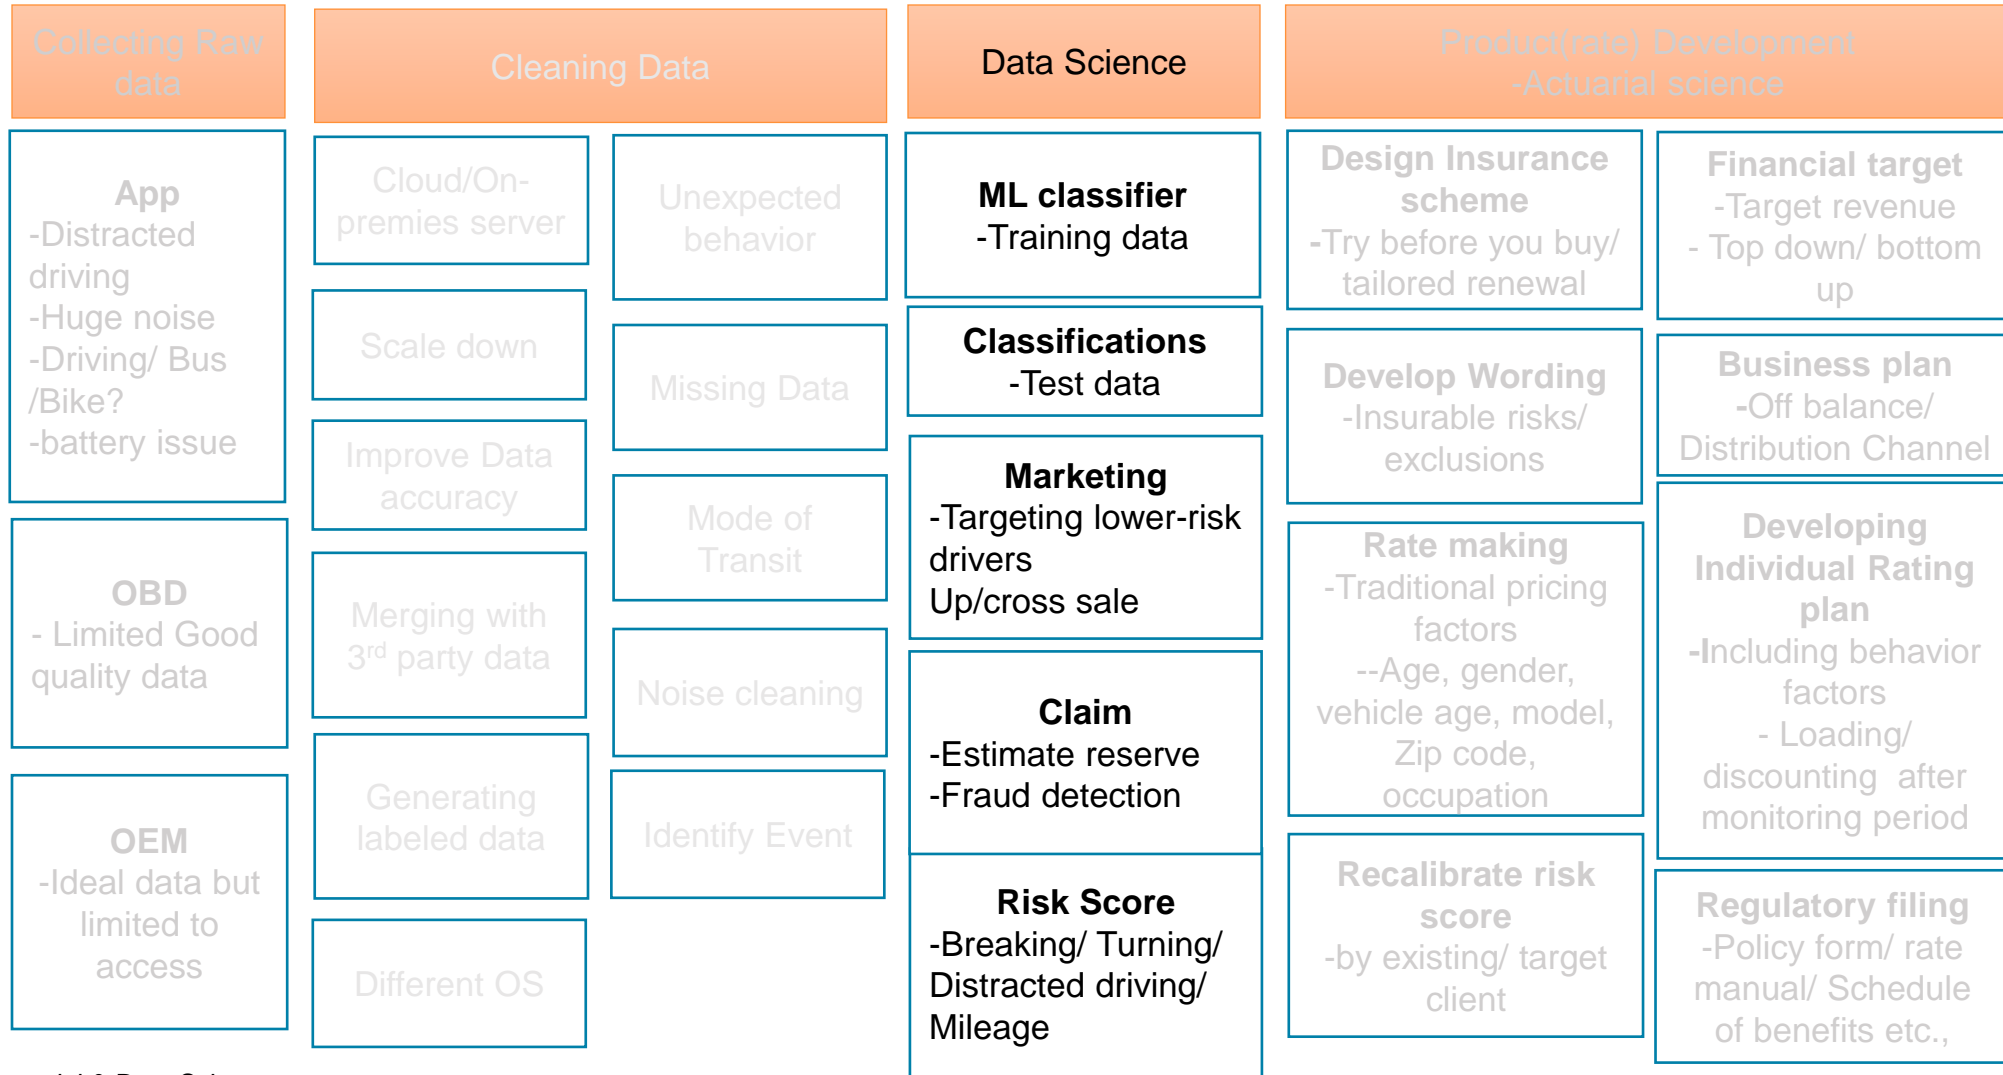 Collecting Raw
data
App
-Distracted
driving
-Huge noise
-Driving/ Bus
/Bike?
-battery issue
OBD
- Limited Good
quality data
OEM
-Ideal data but
limited to
access
Cleaning Data
Cloud/On-
premies server
Scale down
Improve Data
accuracy
Merging with
3rd party data
Generating
labeled data
Different OS
Unexpected
behavior
Missing Data
Mode of
Transit
Noise cleaning
Identify Event
Data Science
ML classifier
-Training data
Classifications
-Test data
Marketing
-Targeting lower-risk
drivers
Up/cross sale
Claim
-Estimate reserve
-Fraud detection
Risk Score
-Breaking/ Turning/
Distracted driving/
Mileage
Product(rate) Development
-Actuarial science
Design Insurance
scheme
-Try before you buy/
tailored renewal
Develop Wording
-Insurable risks/
exclusions
Rate making
-Traditional pricing
factors
--Age, gender,
vehicle age, model,
Zip code,
occupation
Recalibrate risk
score
-by existing/ target
client
Financial target
-Target revenue
- Top down/ bottom
up
Business plan
-Off balance/
Distribution Channel
Developing
Individual Rating
plan
-Including behavior
factors
- Loading/
discounting after
monitoring period
Regulatory filing
-Policy form/ rate
manual/ Schedule
of benefits etc.,